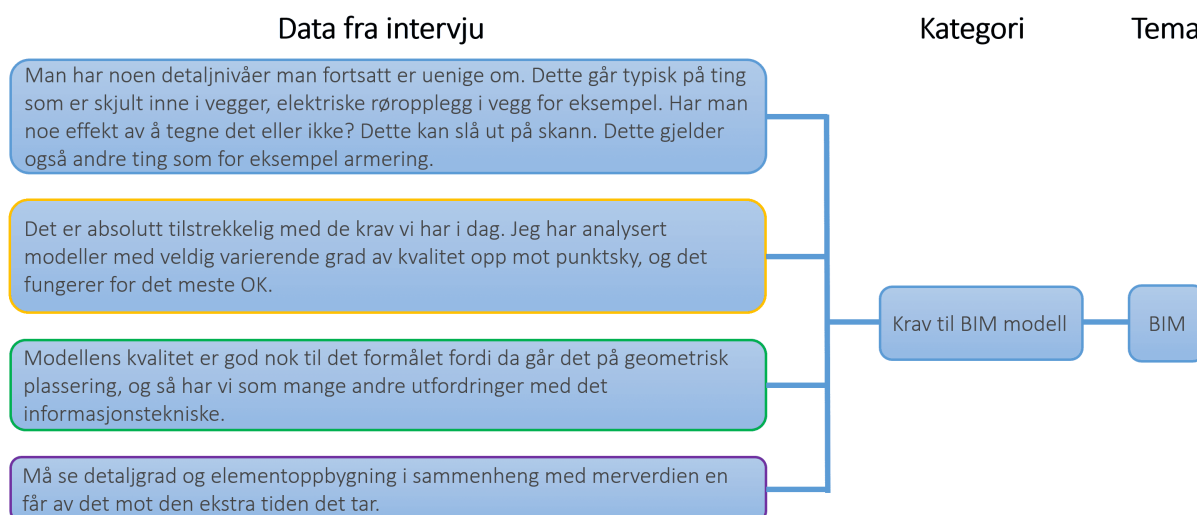 Data fra intervju
Kategori
Tema
Man har noen detaljnivåer man fortsatt er uenige om. Dette går typisk på ting
som er skjult inne i vegger, elektriske røropplegg i vegg for eksempel. Har man
noe effekt av å tegne det eller ikke? Dette kan slå ut på skann. Dette gjelder
også andre ting som for eksempel armering.
Det er absolutt tilstrekkelig med de krav vi har i dag. Jeg har analysert
modeller med veldig varierende grad av kvalitet opp mot punktsky, og det
fungerer for det meste OK.
Modellens kvalitet er god nok til det formålet fordi da går det på geometrisk
plassering, og så har vi som mange andre utfordringer med det
informasjonstekniske.
Må se detaljgrad og elementoppbygning i sammenheng med merverdien en
får av det mot den ekstra tiden det tar.
Krav til BIM modell
BIM